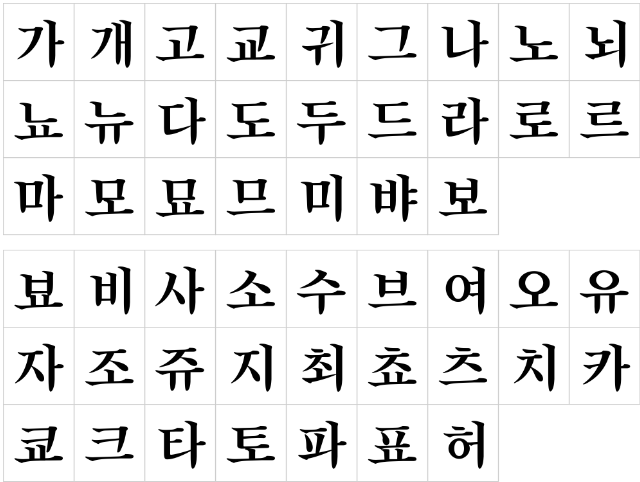 가 개 고 교 귀 그 나 노 뇌
뇨 뉴 다 도 두 드 라 로 르
마 모 묘 므 미 뱌 보
뵤 비 사 소 수 브 여 오 유
자 조 쥬 지 최 쵸 츠 치 카
쿄 크 타 토 파 표 허